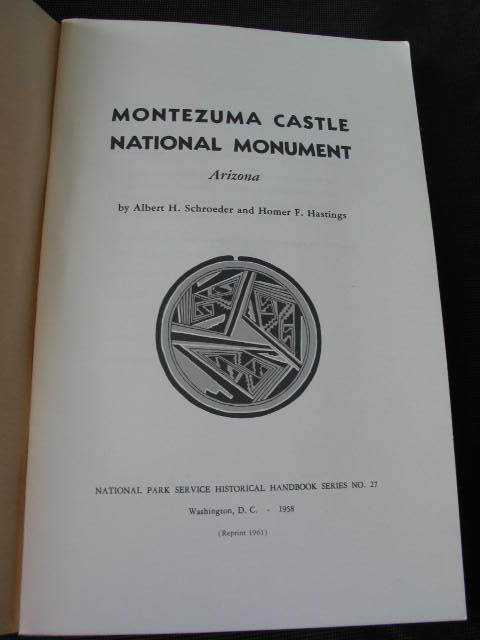 MONTEZUMA CASTLE
NATIONAL MONUMENT
Arizona
by Albert H. Schroeder and Homer F. Hastings
NATIONAL PARK SERVICE HISTORICAL HANDBOOK SERIES NO. 27
Washington, D. C. - 1958
(Reprint 1961)